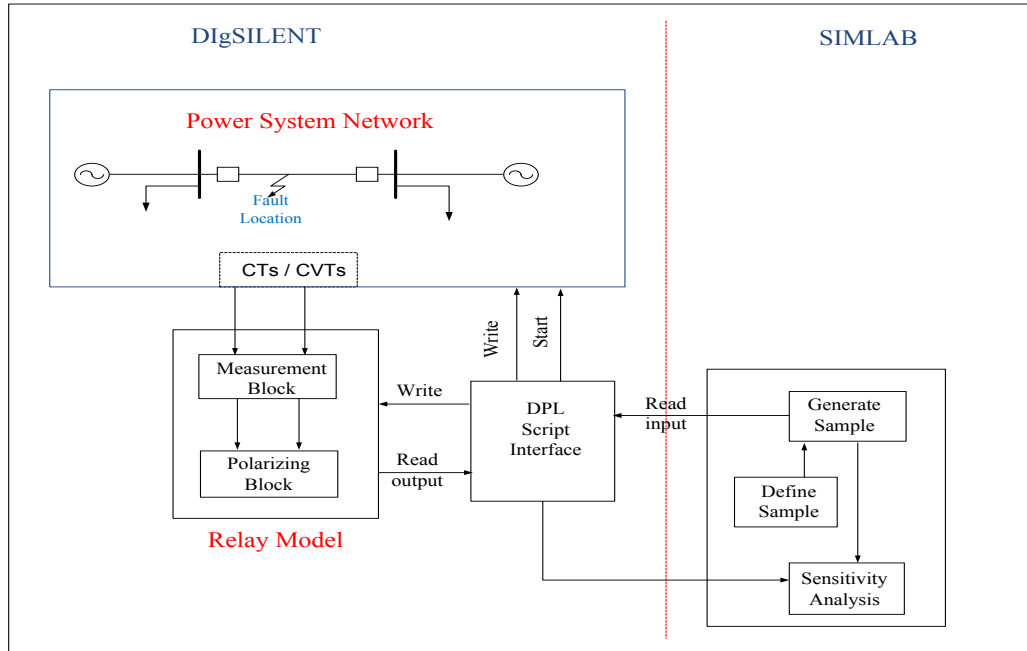 DIgSILENT
SIMLAB
Power System Network
Fault
Location
CTs / CVTs
Write
Start
Measurement
Block
Polarizing
Block
Relay Model
Write
Read
output
DPL
Script
Interface
Read
input
Generate
Sample
Define
Sample
Sensitivity
Analysis